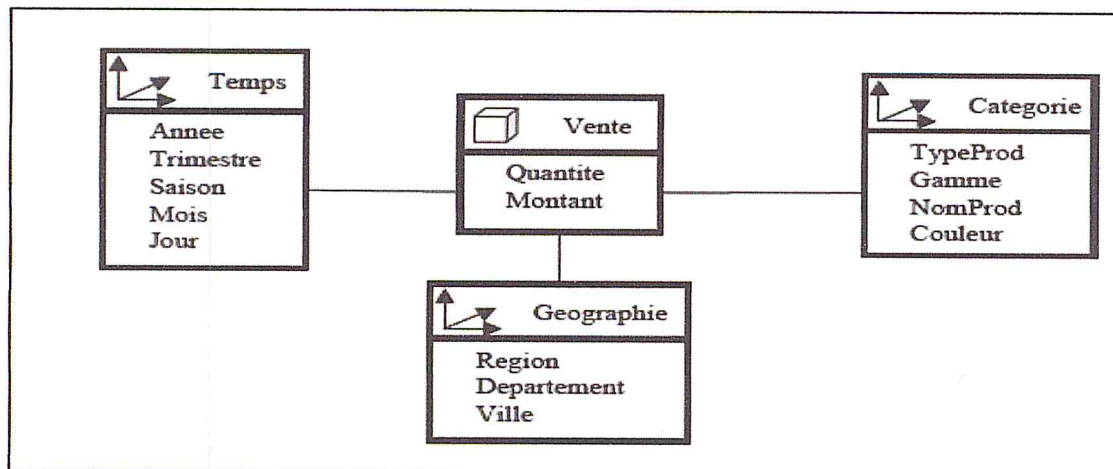 Temps
Annee
Trimestre
Saison
Mois
Jour
Vente
Quantite
Montant
Categorie
TypeProd
Gamme
NomProd
Couleur
Geographie
Region
Departement
Ville